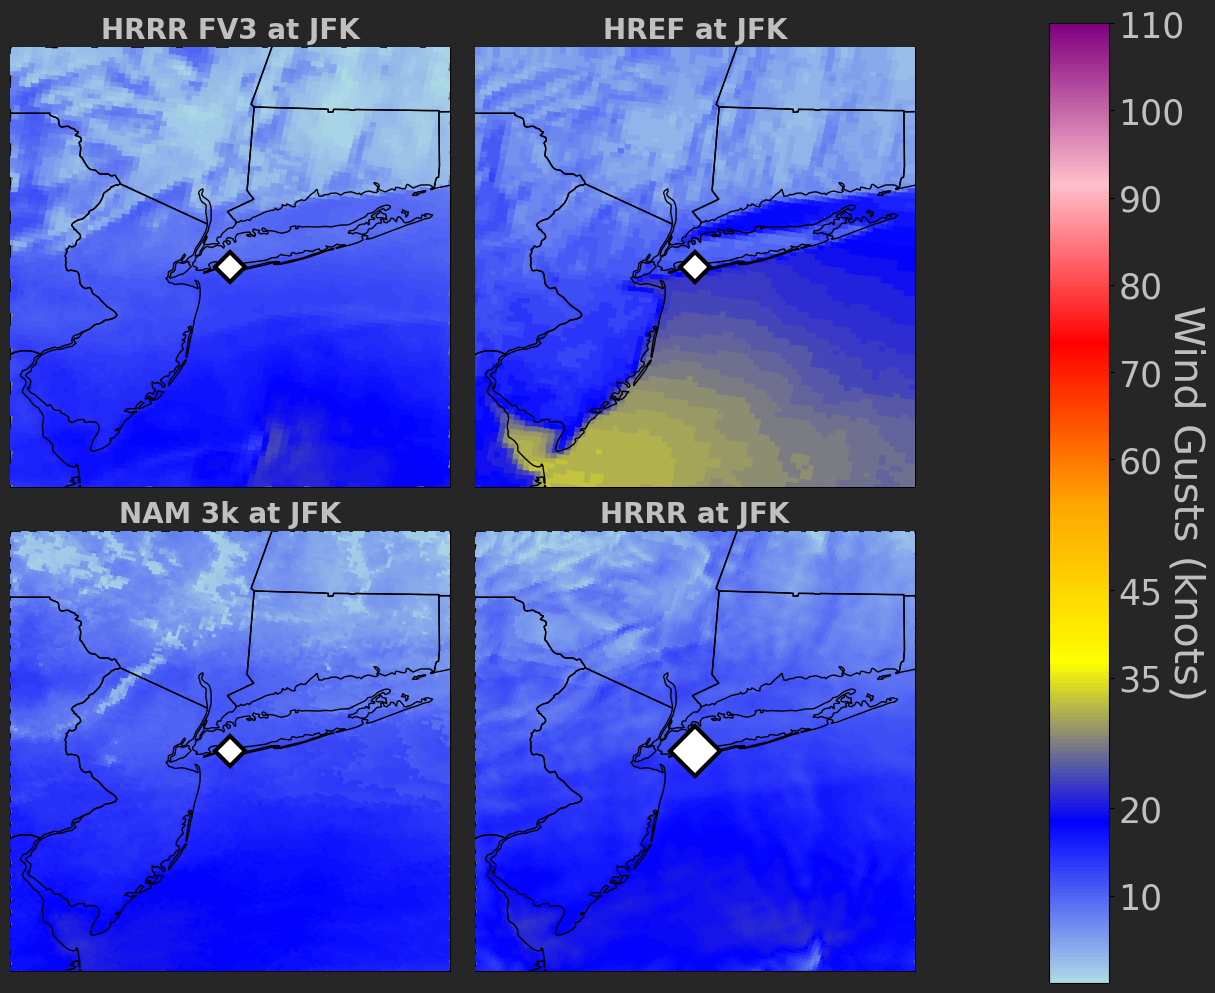 HRRR FV3 at JFK
HREF at JFK
NAM 3k at JFK
HRRR at JFK
110
100
90
80
70
60
45
35
20
10
Wind Gusts (knots)